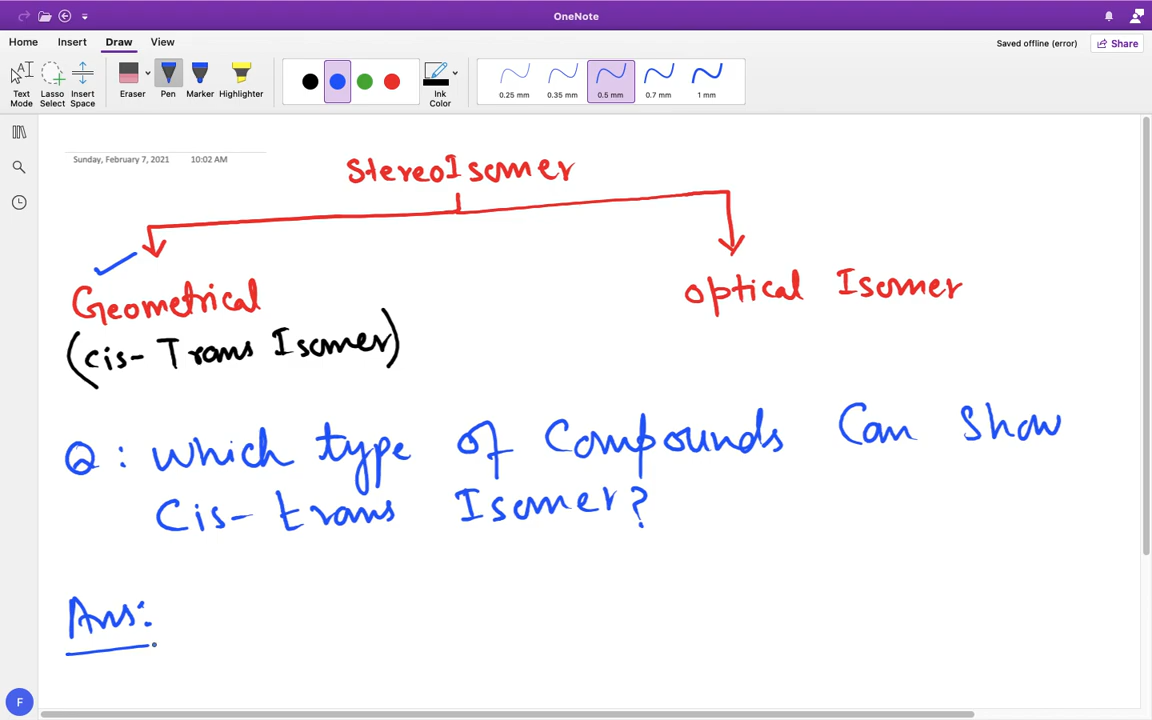 OneNote
Home Insert Draw View
Saved offline (error) Share
Text Mode
Lasso Select
Insert Space
Eraser
Pen
Marker
Highlighter
Ink Color
0.25 mm
0.35 mm
0.5 mm
0.7 mm
1 mm
Sunday, February 7, 2021 10:02 AM
StereoIsomer
Geometrical
optical Isomer
(cis- Trans Isomer)
Q: Which type of Compounds Can Show
Cis- trans Isomer?
Ans:
F